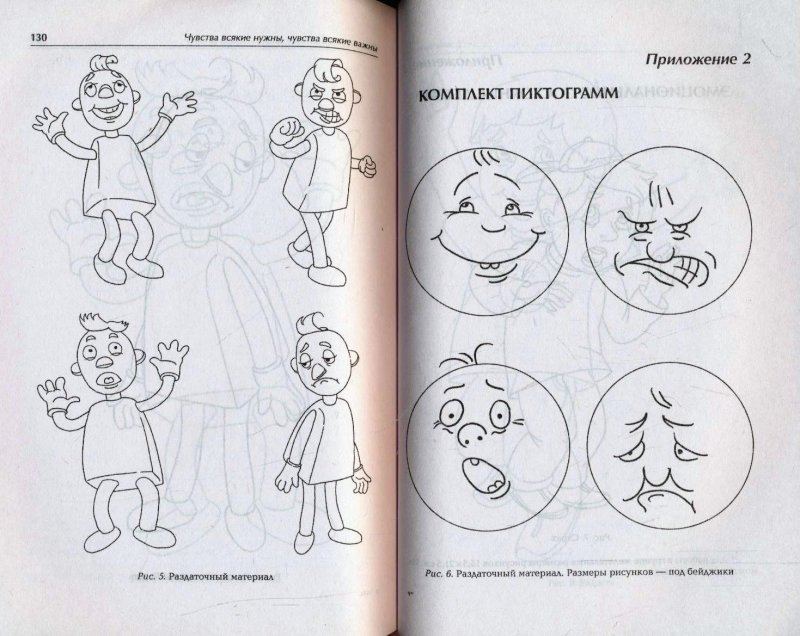 130
Чувства всякие нужны, чувства всякие важны
Рис. 5. Раздаточный материал
Приложение 2
КОМПЛЕКТ ПИКТОГРАММ
Рис. 6. Раздаточный материал. Размеры рисунков — под бейджики